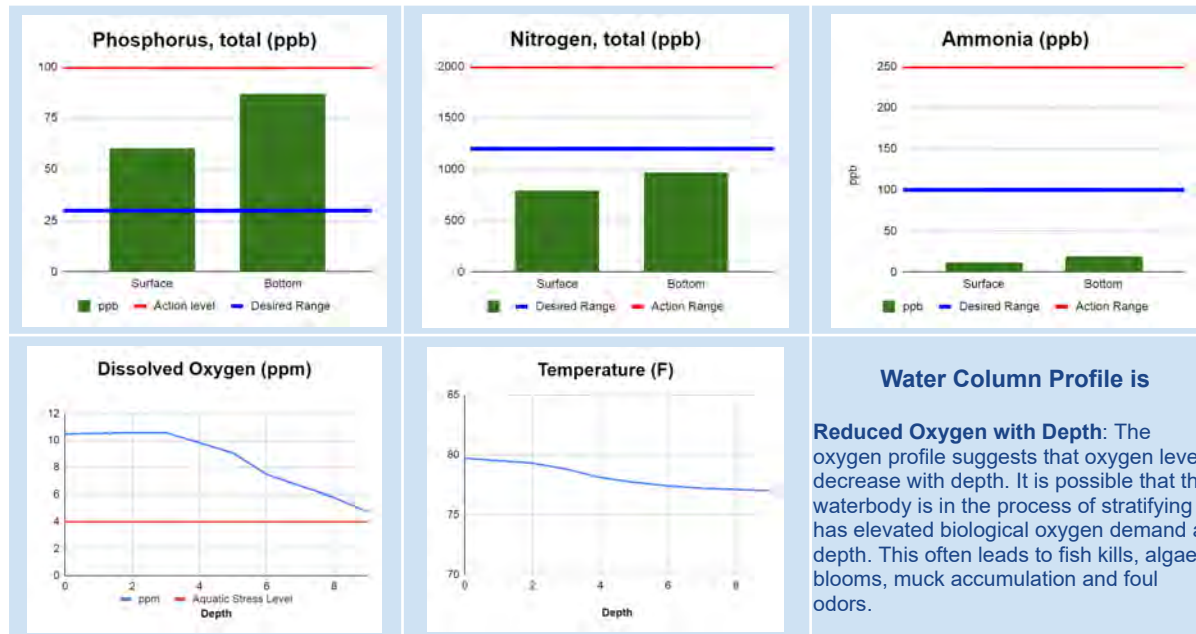 Phosphorus, total (ppb)
100
75
50
25
0
Surface Bottom
ppb Action level Desired Range
Nitrogen, total (ppb)
2000
1500
1000
500
0
Surface Bottom
Desired Range Action Range
Ammonia (ppb)
250
200
150
100
50
0
ppb
Surface Bottom
ppb Desired Range Action Range
Dissolved Oxygen (ppm)
12
10
8
6
4
2
0
0 2 4 6 8
ppm Aquatic Stress Level
Depth
Temperature (F)
85
80
75
70
0 2 4 6 8
Depth
Water Column Profile is
Reduced Oxygen with Depth: The
oxygen profile suggests that oxygen leve
decrease with depth. It is possible that th
waterbody is in the process of stratifying
has elevated biological oxygen demand a
depth. This often leads to fish kills, algae
blooms, muck accumulation and foul
odors.